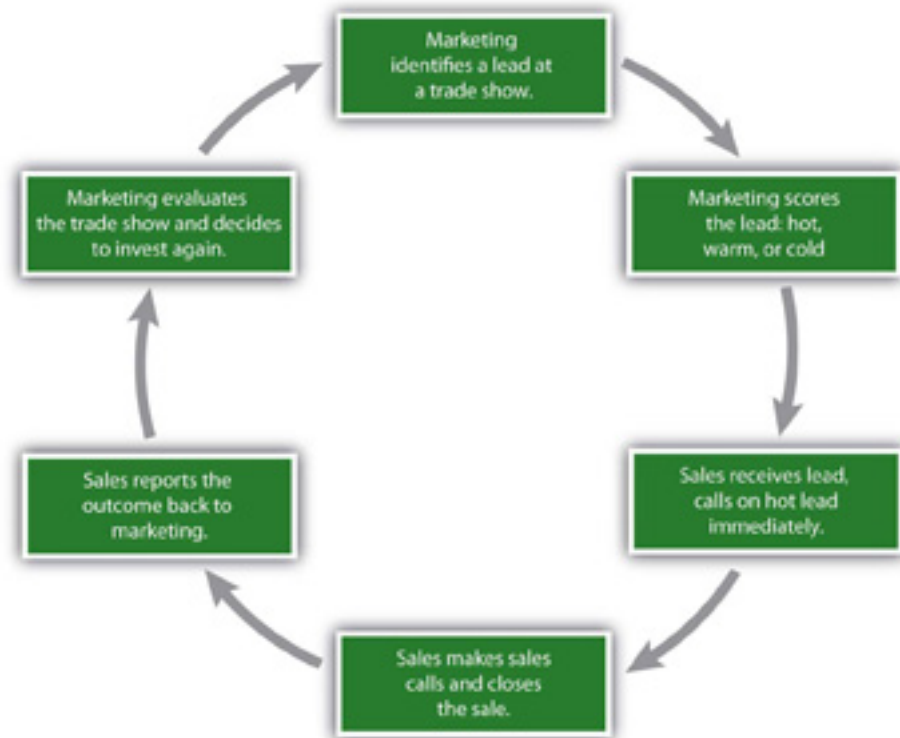 Marketing
identifies a lead at
a trade show.
Marketing scores
the lead: hot,
warm, or cold
Sales receives lead,
calls on hot lead
immediately.
Sales makes sales
calls and closes
the sale.
Sales reports the
outcome back to
marketing.
Marketing evaluates
the trade show and decides
to invest again.